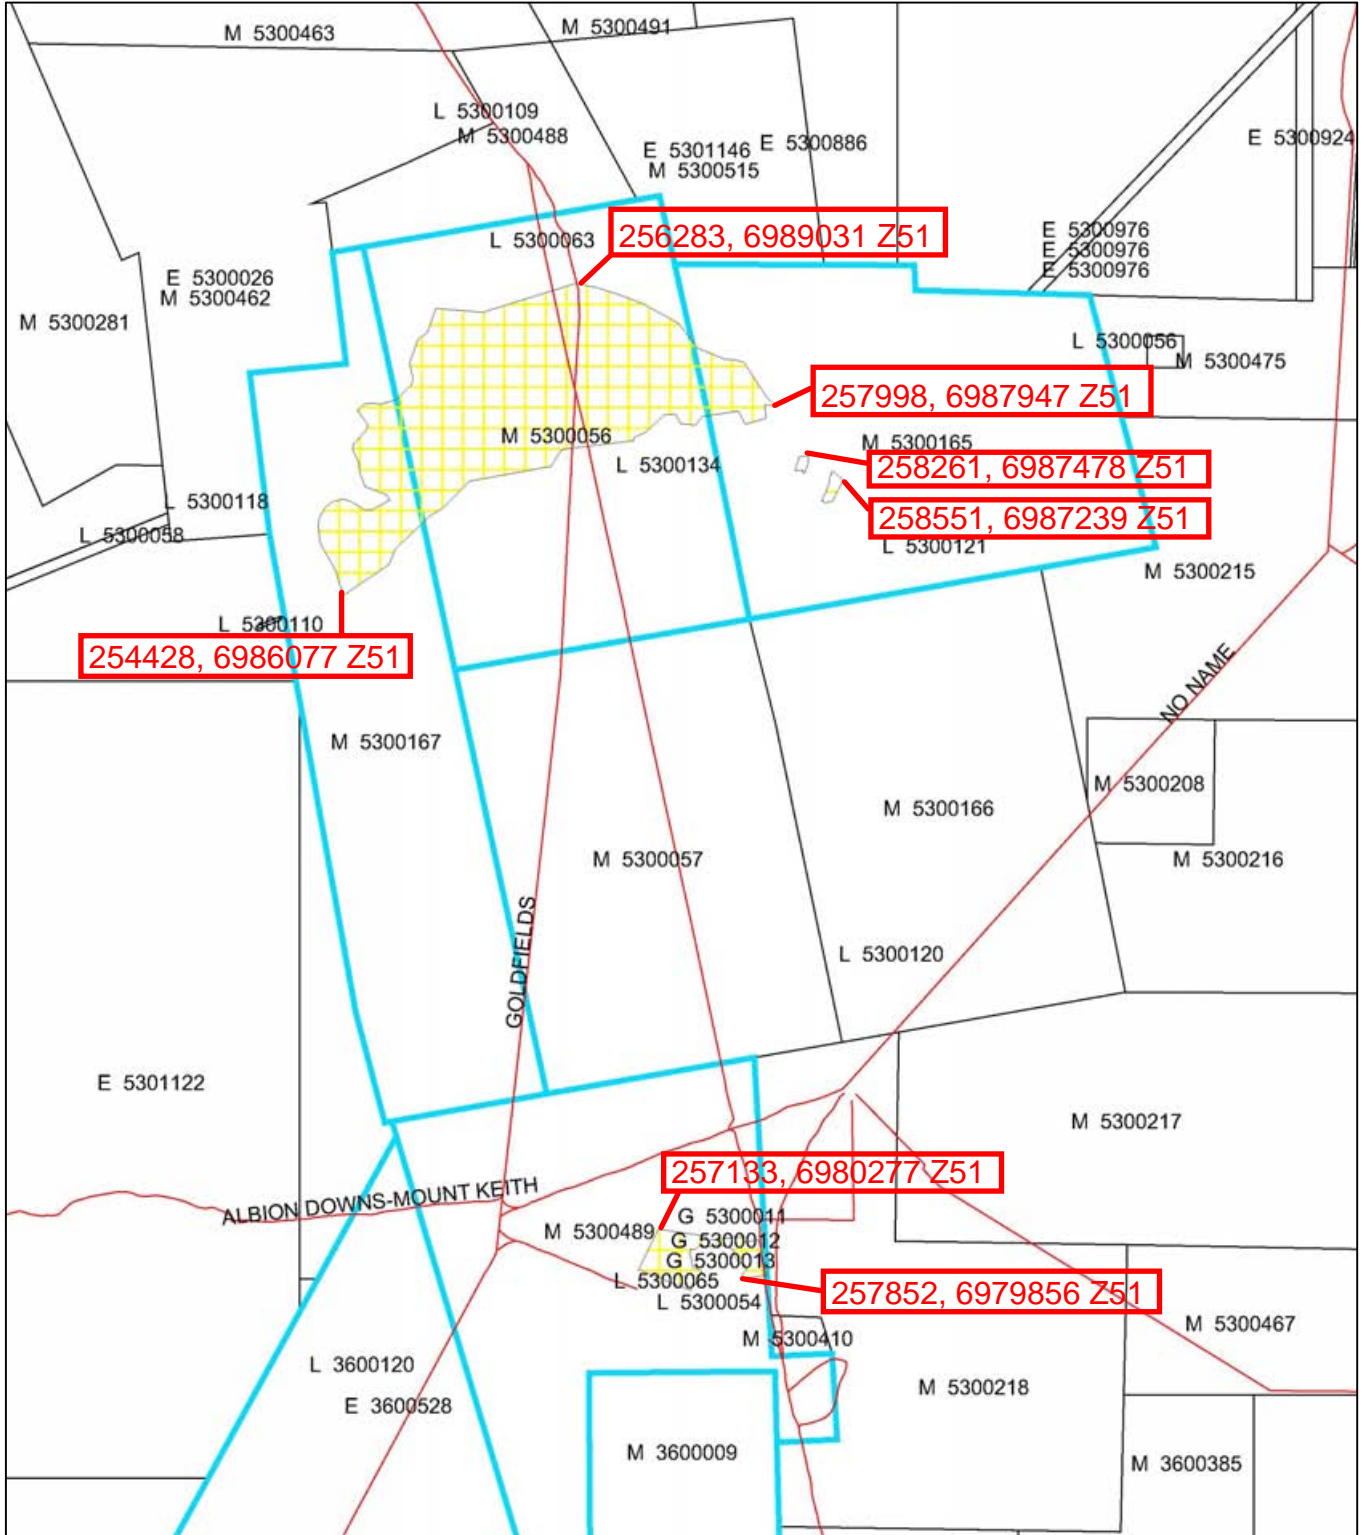 M 5300463
M 5300491
L 5300109
M 5300488
E 5301146
E 5300886
M 5300515
E 5300924
E 5300976
E 5300976
E 5300976
L 5300063
256283, 6989031 Z51
E 5300026
M 5300462
M 5300281
L 5300056
M 5300475
257998, 6987947 Z51
M 5300056
M 5300165
L 5300134
258261, 6987478 Z51
L 5300118
258551, 6987239 Z51
L 5300058
L 5300121
M 5300215
L 5300110
254428, 6986077 Z51
NO NAME
M 5300167
M 5300208
M 5300166
M 5300057
M 5300216
GOLDFIELDS
L 5300120
E 5301122
M 5300217
257133, 6980277 Z51
ALBION DOWNS-MOUNT KEITH
G 5300011
M 5300489
G 5300012
G 5300013
L 5300065
257852, 6979856 Z51
L 5300054
M 5300467
M 5300410
L 3600120
M 5300218
E 3600528
M 3600009
M 3600385